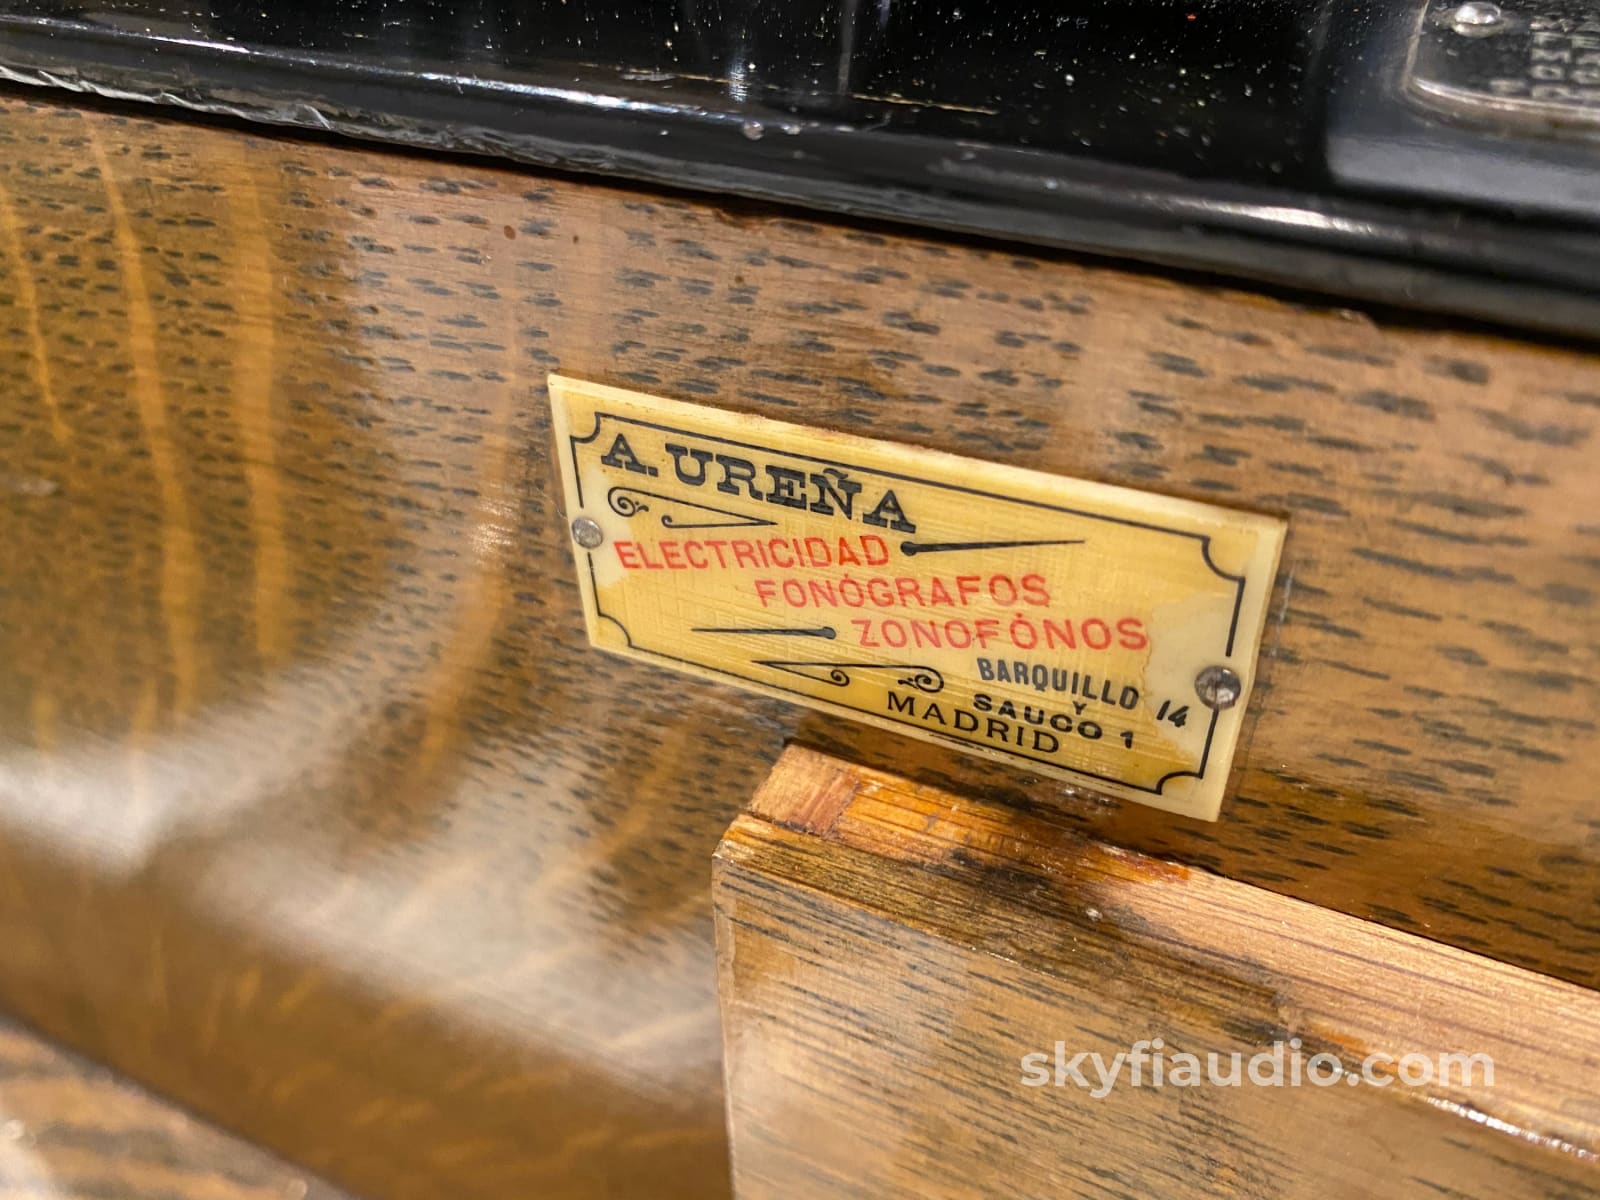 A. UREÑA
ELECTRICIDAD
FONÓGRAFOS
ZONOFÓNOS
BARQUILLO 14
Y
SAUCO 1
MADRID
skyfiaudio.com